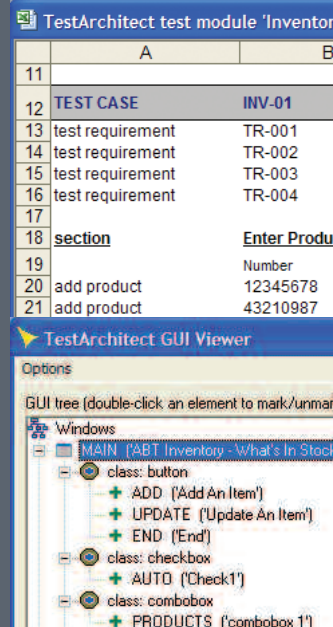 TestArchitect test module 'Inventor
A B
11
12 TEST CASE INV-01
13 test requirement TR-001
14 test requirement TR-002
15 test requirement TR-003
16 test requirement TR-004
17
18 section Enter Produ
19 Number
20 add product 12345678
21 add product 43210987
TestArchitect GUI Viewer
Options
GUI tree (double-click an element to mark/unmar
Windows
MAIN ('ABT Inventory - What's In Stock
class: button
ADD ('Add An Item')
UPDATE ('Update An Item')
END ('End')
class: checkbox
AUTO ('Check1')
class: combobox
PRODUCTS ('combobox 1')